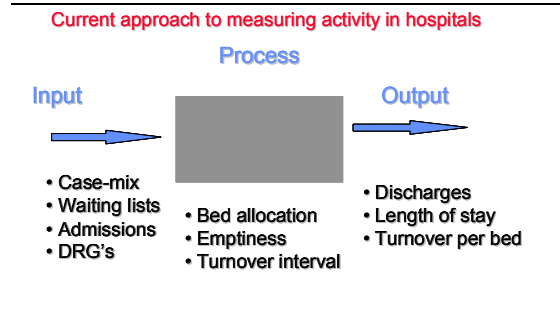 Current approach to measuring activity in hospitals
Process
Input
Output
• Case-mix
• Waiting lists
• Admissions
• DRG's
• Bed allocation
• Emptiness
• Turnover interval
• Discharges
• Length of stay
• Turnover per bed